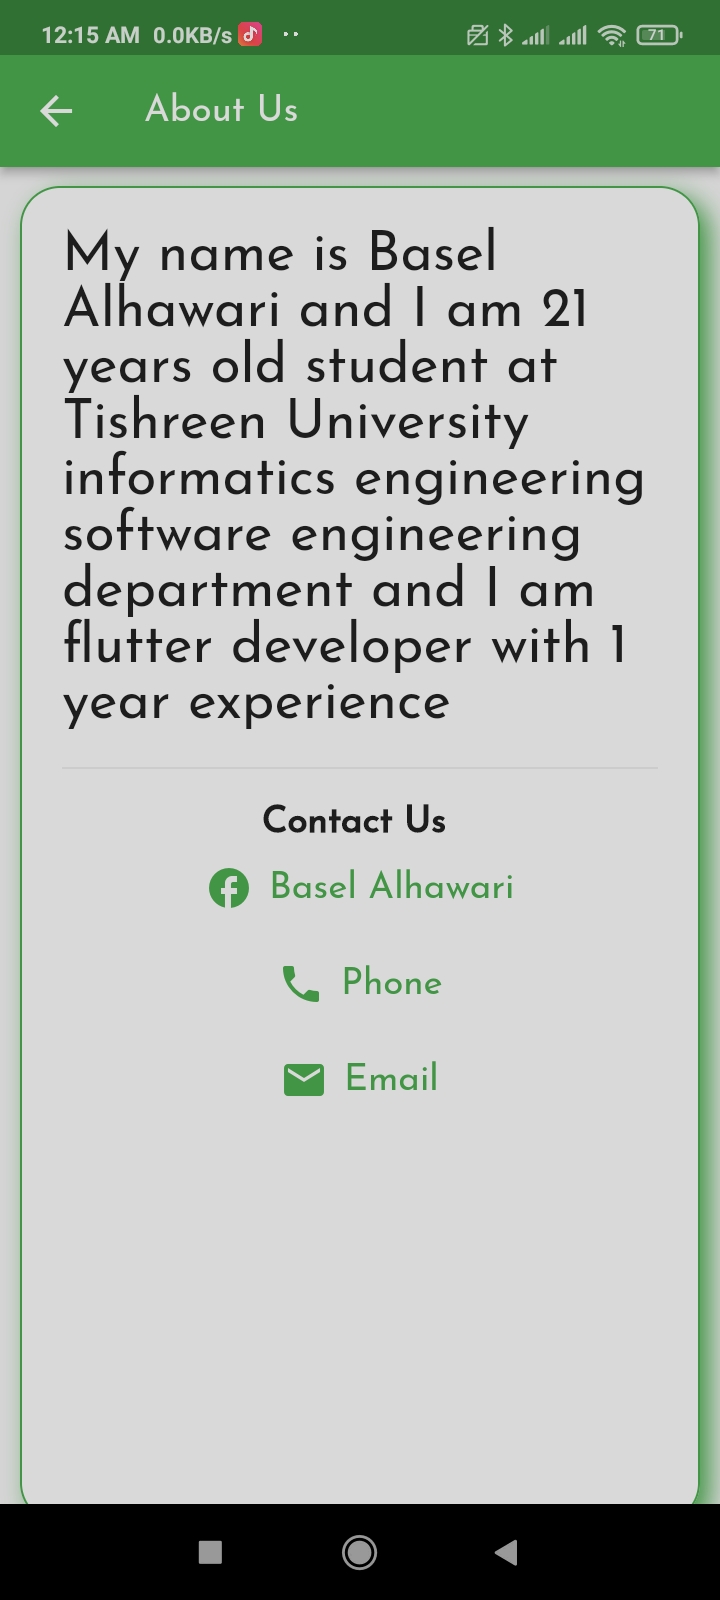 12:15 AM 0.0KB/s 71
About Us
My name is Basel
Alhawari and I am 21
years old student at
Tishreen University
informatics engineering
software engineering
department and I am
flutter developer with 1
year experience
Contact Us
Basel Alhawari
Phone
Email